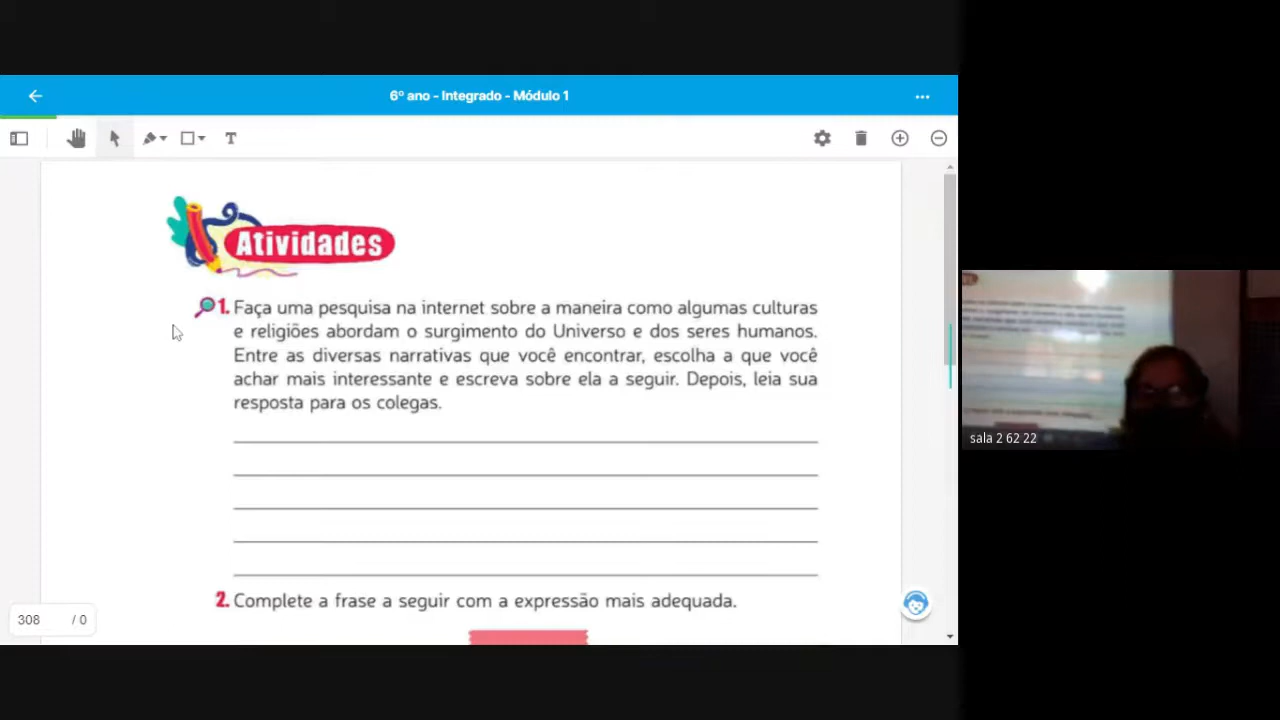 6º ano - Integrado - Módulo 1
Atividades
1. Faça uma pesquisa na internet sobre a maneira como algumas culturas
e religiões abordam o surgimento do Universo e dos seres humanos.
Entre as diversas narrativas que você encontrar, escolha a que você
achar mais interessante e escreva sobre ela a seguir. Depois, leia sua
resposta para os colegas.
2. Complete a frase a seguir com a expressão mais adequada.
308 / 0
sala 2 62 22